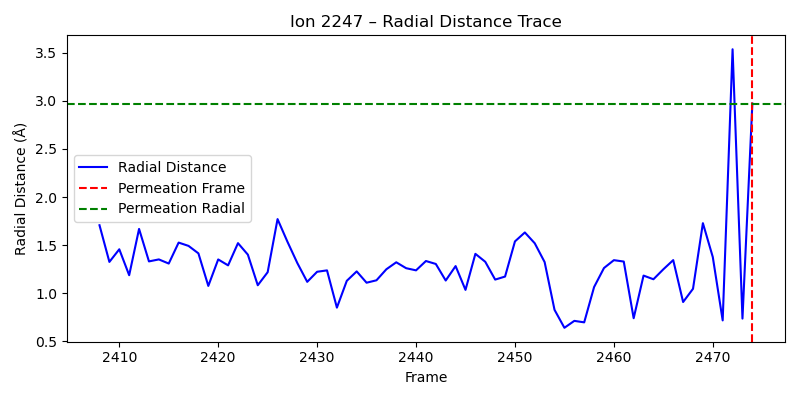 Ion 2247 – Radial Distance Trace
Radial Distance (Å)
3.5
3.0
2.5
2.0
1.5
1.0
0.5
Radial Distance
Permeation Frame
Permeation Radial
2410 2420 2430 2440 2450 2460 2470
Frame